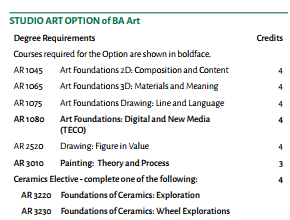 STUDIO ART OPTION of BA Art
Degree Requirements Credits
Courses required for the Option are shown in boldface.
AR 1045 Art Foundations 2D: Composition and Content 4
AR 1065 Art Foundations 3D: Materials and Meaning 4
AR 1075 Art Foundations Drawing: Line and Language 4
AR 1080 Art Foundations: Digital and New Media 4
(TECO)
AR 2520 Drawing: Figure in Value 4
AR 3010 Painting: Theory and Process 3
Ceramics Elective - complete one of the following: 4
AR 3220 Foundations of Ceramics: Exploration
AR 3230 Foundations of Ceramics: Wheel Explorations